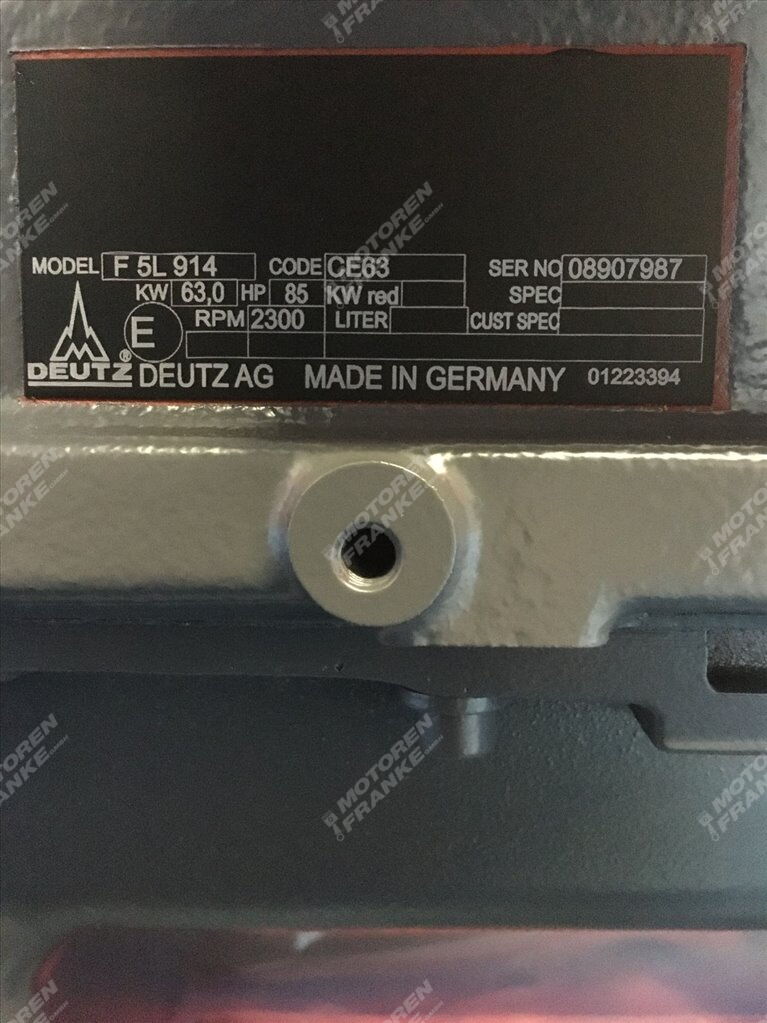 MODEL F 5L 914 CODE CE63 SER NO 08907987
KW 63,0 HP 85 KW red SPEC
E RPM 2300 LITER CUST SPEC
DEUTZ® DEUTZ AG MADE IN GERMANY 01223394
MOTOREN FRANKE GMBH